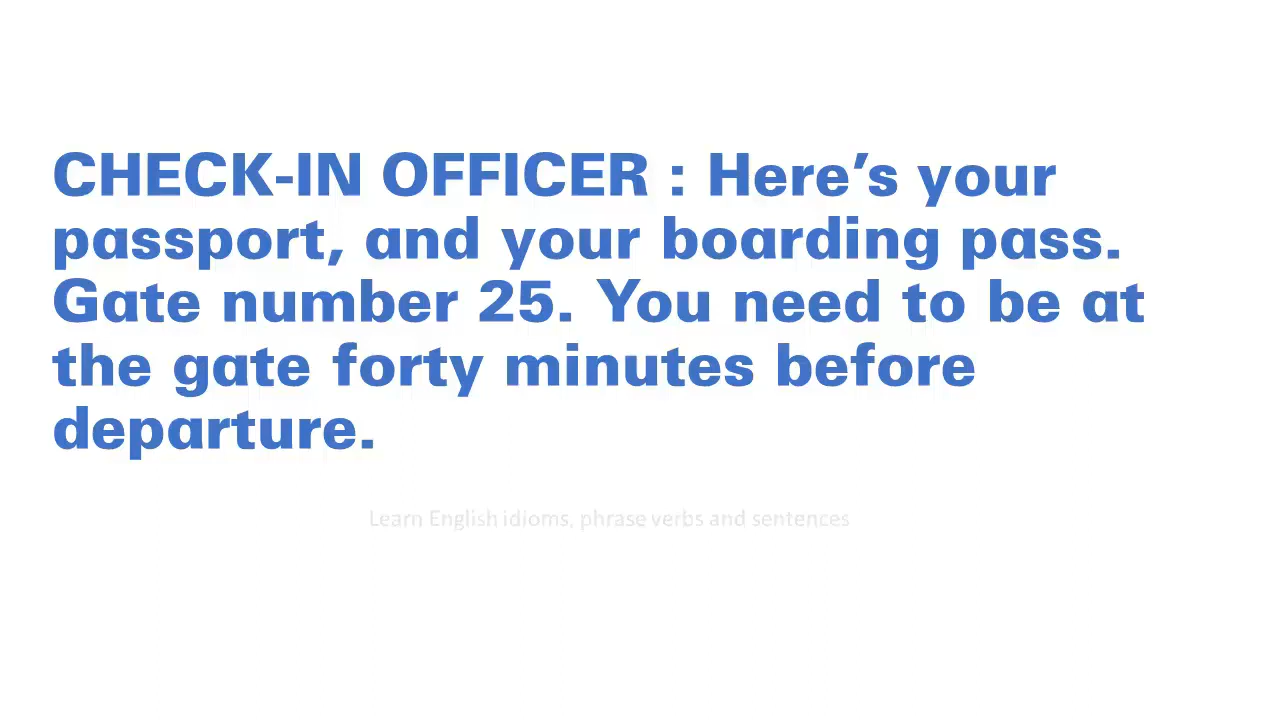 CHECK-IN OFFICER : Here’s your
passport, and your boarding pass.
Gate number 25. You need to be at
the gate forty minutes before
departure.
Learn English idioms, phrase verbs and sentences